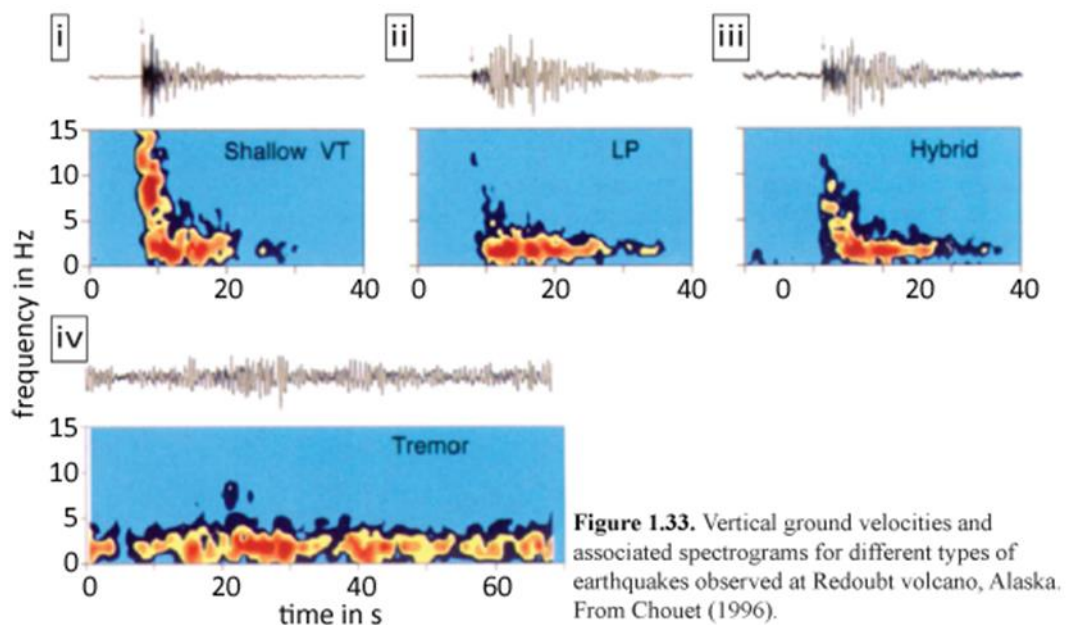 i
ii
iii
15
10
5
0
Shallow VT
LP
Hybrid
0 20 40
0 20 40
0 20 40
frequency in Hz
iv
15
10
5
0
Tremor
0 20 40 60
time in s
Figure 1.33. Vertical ground velocities and
associated spectrograms for different types of
earthquakes observed at Redoubt volcano, Alaska.
From Chouet (1996).